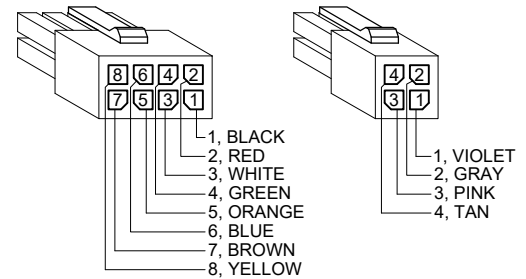 8 6 4 2
7 5 3 1
1, BLACK
2, RED
3, WHITE
4, GREEN
5, ORANGE
6, BLUE
7, BROWN
8, YELLOW
4 2
3 1
1, VIOLET
2, GRAY
3, PINK
4, TAN